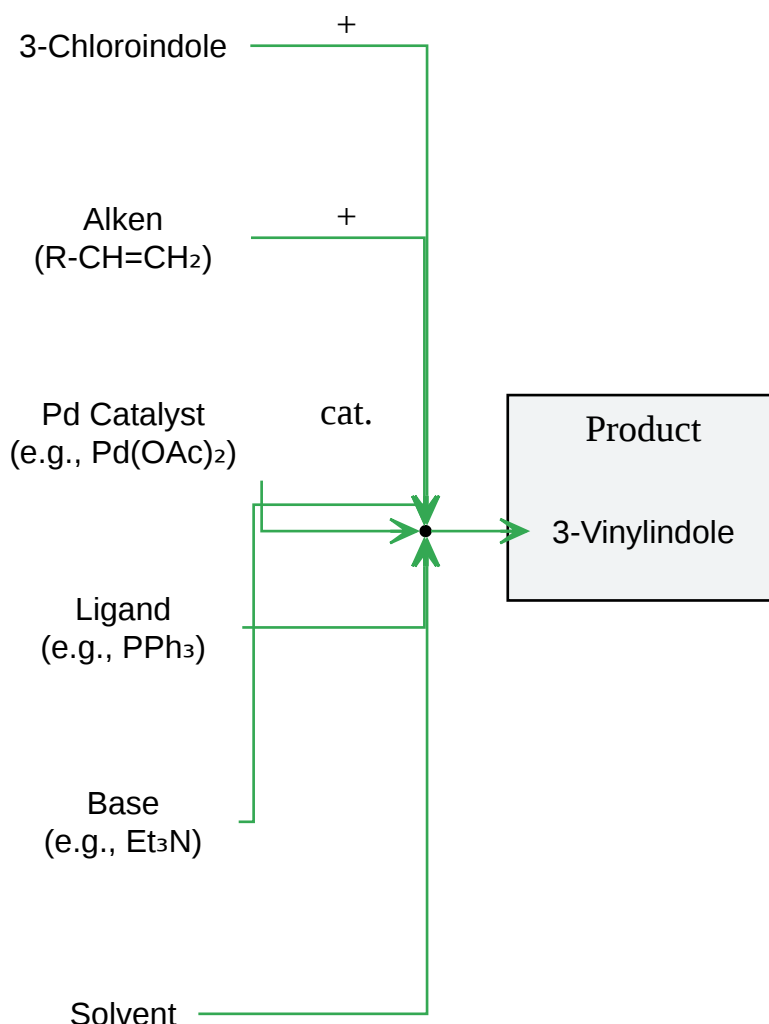 +
3-Chloroindole
+
Alken
(R-CH=CH₂)
cat.
Pd Catalyst
(e.g., Pd(OAc)₂)
Product
3-Vinylindole
Ligand
(e.g., PPh₃)
Base
(e.g., Et₃N)
Solvent